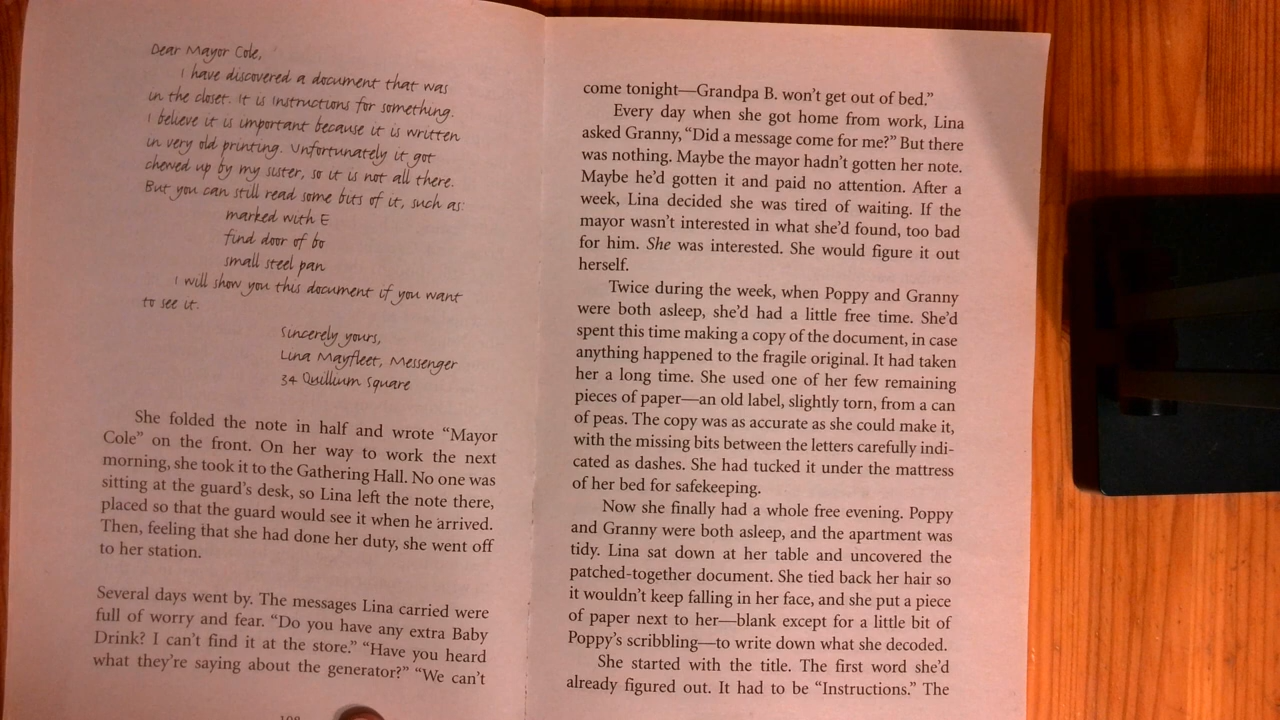 Dear Mayor Cole,
I have discovered a document that was
in the closet. It is instructions for something.
I believe it is important because it is written
in very old printing. Unfortunately it got
chewed up by my sister, so it is not all there.
But you can still read some bits of it, such as:
marked with E
find door of bo
small steel pan
I will show you this document if you want
to see it.
Sincerely yours,
Lina Mayfleet, Messenger
34 Quillium Square
She folded the note in half and wrote “Mayor
Cole” on the front. On her way to work the next
morning, she took it to the Gathering Hall. No one was
sitting at the guard’s desk, so Lina left the note there,
placed so that the guard would see it when he arrived.
Then, feeling that she had done her duty, she went off
to her station.
Several days went by. The messages Lina carried were
full of worry and fear. “Do you have any extra Baby
Drink? I can’t find it at the store.” “Have you heard
what they’re saying about the generator?” “We can’t
108
come tonight—Grandpa B. won’t get out of bed.”
Every day when she got home from work, Lina
asked Granny, “Did a message come for me?” But there
was nothing. Maybe the mayor hadn’t gotten her note.
Maybe he’d gotten it and paid no attention. After a
week, Lina decided she was tired of waiting. If the
mayor wasn’t interested in what she’d found, too bad
for him. She was interested. She would figure it out
herself.
Twice during the week, when Poppy and Granny
were both asleep, she’d had a little free time. She’d
spent this time making a copy of the document, in case
anything happened to the fragile original. It had taken
her a long time. She used one of her few remaining
pieces of paper—an old label, slightly torn, from a can
of peas. The copy was as accurate as she could make it,
with the missing bits between the letters carefully indi-
cated as dashes. She had tucked it under the mattress
of her bed for safekeeping.
Now she finally had a whole free evening. Poppy
and Granny were both asleep, and the apartment was
tidy. Lina sat down at her table and uncovered the
patched-together document. She tied back her hair so
it wouldn’t keep falling in her face, and she put a piece
of paper next to her—blank except for a little bit of
Poppy’s scribbling—to write down what she decoded.
She started with the title. The first word she’d
already figured out. It had to be “Instructions.” The